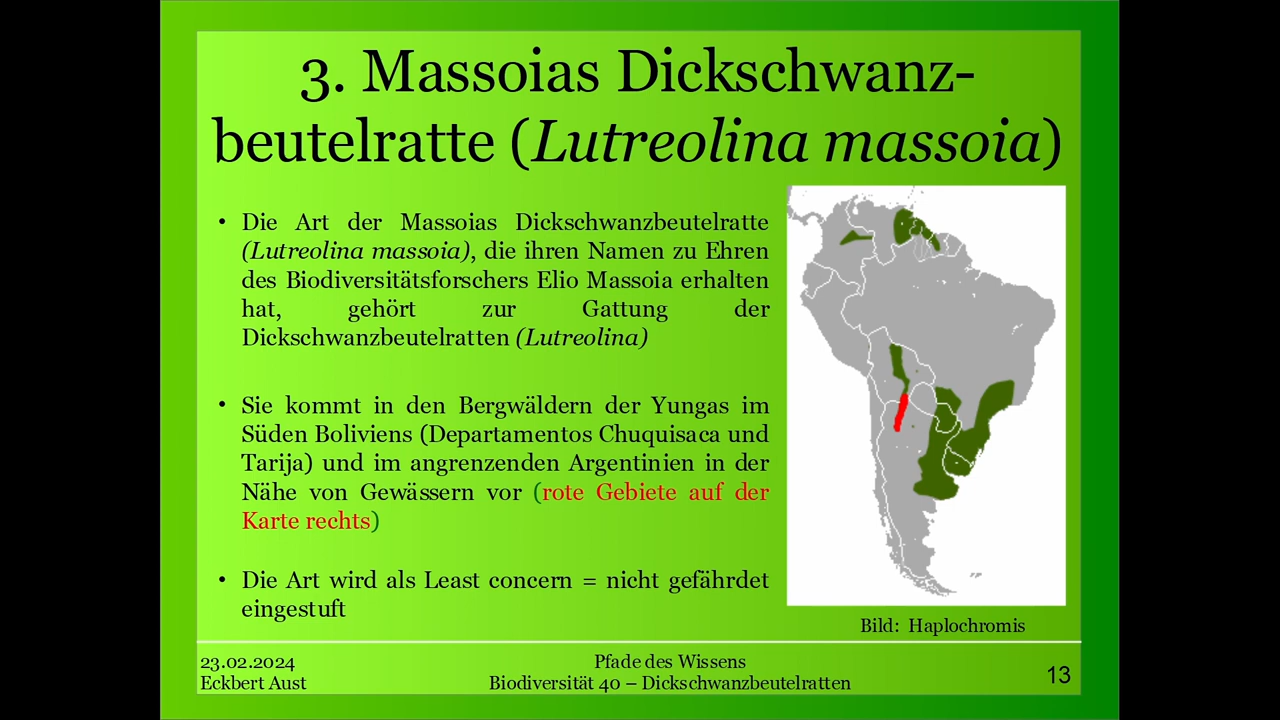 3. Massoias Dickschwanz-
beutelratte (Lutreolina massoia)
• Die Art der Massoias Dickschwanzbeutelratte
(Lutreolina massoia), die ihren Namen zu Ehren
des Biodiversitätsforschers Elio Massoia erhalten
hat, gehört zur Gattung der
Dickschwanzbeutelratten (Lutreolina)
• Sie kommt in den Bergwäldern der Yungas im
Süden Boliviens (Departamentos Chuquisaca und
Tarija) und im angrenzenden Argentinien in der
Nähe von Gewässern vor (rote Gebiete auf der
Karte rechts)
• Die Art wird als Least concern = nicht gefährdet
eingestuft
Bild: Haplochromis
23.02.2024
Eckbert Aust
Pfade des Wissens
Biodiversität 40 – Dickschwanzbeutelratten
13